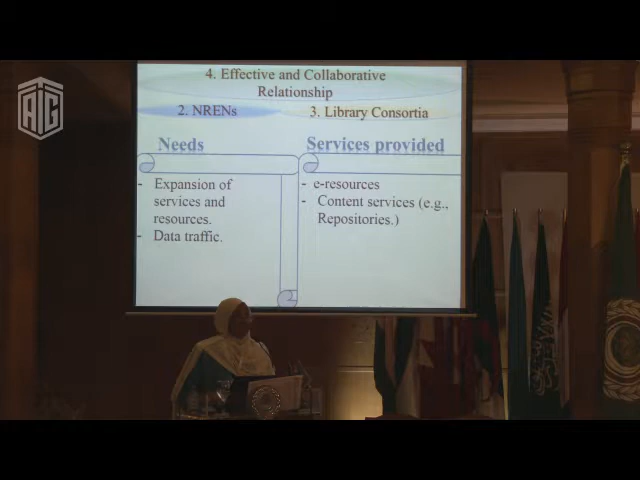 AIG
4. Effective and Collaborative
Relationship
2. NRENs
3. Library Consortia
Needs
Services provided
- Expansion of
services and
resources.
- Data traffic.
- e-resources
- Content services (e.g.,
Repositories.)